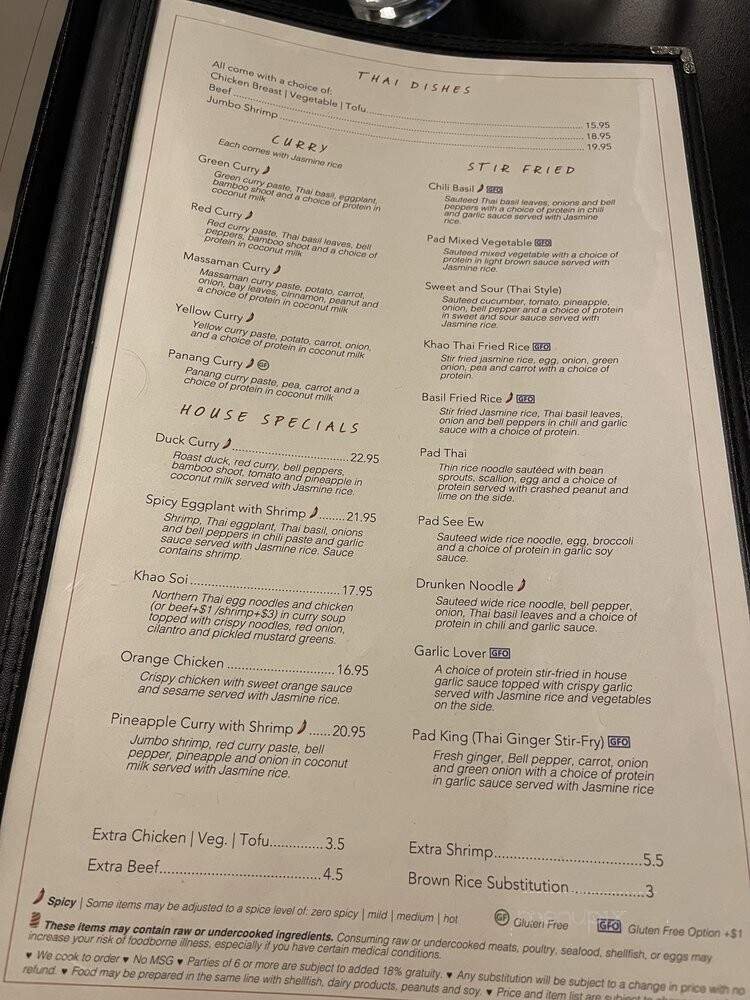 THAI DISHES
All come with a choice of:
Chicken Breast | Vegetable | Tofu 15.95
Beef 18.95
Jumbo Shrimp 19.95
CURRY
Each comes with Jasmine rice
Green Curry
Green curry paste, Thai basil, eggplant,
bamboo shoot and a choice of protein in
coconut milk
Red Curry
Red curry paste, Thai basil leaves, bell
peppers, bamboo shoot and a choice of
protein in coconut milk
Massaman Curry
Massaman curry paste, potato, carrot,
onion, bay leaves, cinnamon, peanut and
a choice of protein in coconut milk
Yellow Curry
Yellow curry paste, potato, carrot, onion,
and a choice of protein in coconut milk
Panang Curry GF
Panang curry paste, pea, carrot and a
choice of protein in coconut milk
HOUSE SPECIALS
Duck Curry 22.95
Roast duck, red curry, bell peppers,
bamboo shoot, tomato and pineapple in
coconut milk served with Jasmine rice.
Spicy Eggplant with Shrimp 21.95
Shrimp, Thai eggplant, Thai basil, onions
and bell peppers in chili paste and garlic
sauce served with Jasmine rice. Sauce
contains shrimp.
Khao Soi 17.95
Northern Thai egg noodles and chicken
(or beef+$1 /shrimp+$3) in curry soup
topped with crispy noodles, red onion,
cilantro and pickled mustard greens.
Orange Chicken 16.95
Crispy chicken with sweet orange sauce
and sesame served with Jasmine rice.
Pineapple Curry with Shrimp 20.95
Jumbo shrimp, red curry paste, bell
pepper, pineapple and onion in coconut
milk served with Jasmine rice.
STIR FRIED
Chili Basil GFO
Sauteed Thai basil leaves, onions and bell
peppers with a choice of protein in chili
and garlic sauce served with Jasmine
rice.
Pad Mixed Vegetable GFO
Sauteed mixed vegetable with a choice of
protein in light brown sauce served with
Jasmine rice.
Sweet and Sour (Thai Style)
Sauteed cucumber, tomato, pineapple,
onion, bell pepper and a choice of protein
in sweet and sour sauce served with
Jasmine rice.
Khao Thai Fried Rice GFO
Stir fried jasmine rice, egg, onion, green
onion, pea and carrot with a choice of
protein.
Basil Fried Rice GFO
Stir fried Jasmine rice, Thai basil leaves,
onion and bell peppers in chili and garlic
sauce with a choice of protein.
Pad Thai
Thin rice noodle sautéed with bean
sprouts, scallion, egg and a choice of
protein served with crashed peanut and
lime on the side.
Pad See Ew
Sauteed wide rice noodle, egg, broccoli
and a choice of protein in garlic soy
sauce.
Drunken Noodle
Sauteed wide rice noodle, bell pepper,
onion, Thai basil leaves and a choice of
protein in chili and garlic sauce.
Garlic Lover GFO
A choice of protein stir-fried in house
garlic sauce topped with crispy garlic
served with Jasmine rice and vegetables
on the side.
Pad King (Thai Ginger Stir-Fry) GFO
Fresh ginger, Bell pepper, carrot, onion
and green onion with a choice of protein
in garlic sauce served with Jasmine rice
Extra Chicken | Veg. | Tofu 3.5
Extra Beef 4.5
Extra Shrimp 5.5
Brown Rice Substitution 3
Spicy | Some items may be adjusted to a spice level of: zero spicy | mild | medium | hot GF Gluten Free GFO Gluten Free Option +$1
These items may contain raw or undercooked ingredients. Consuming raw or undercooked meats, poultry, seafood, shellfish, or eggs may
increase your risk of foodborne illness, especially if you have certain medical conditions.
♥ We cook to order ♥ No MSG ♥ Parties of 6 or more are subject to added 18% gratuity. ♥ Any substitution will be subject to a change in price with no
refund. ♥ Food may be prepared in the same line with shellfish, dairy products, peanuts and soy. ♥ Price and item list are subject to